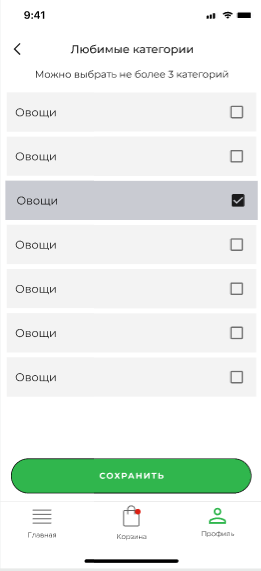 9:41
Любимые категории
Можно выбрать не более 3 категорий
Овощи
Овощи
Овощи
Овощи
Овощи
Овощи
Овощи
СОХРАНИТЬ
Главная
Корзина
Профиль